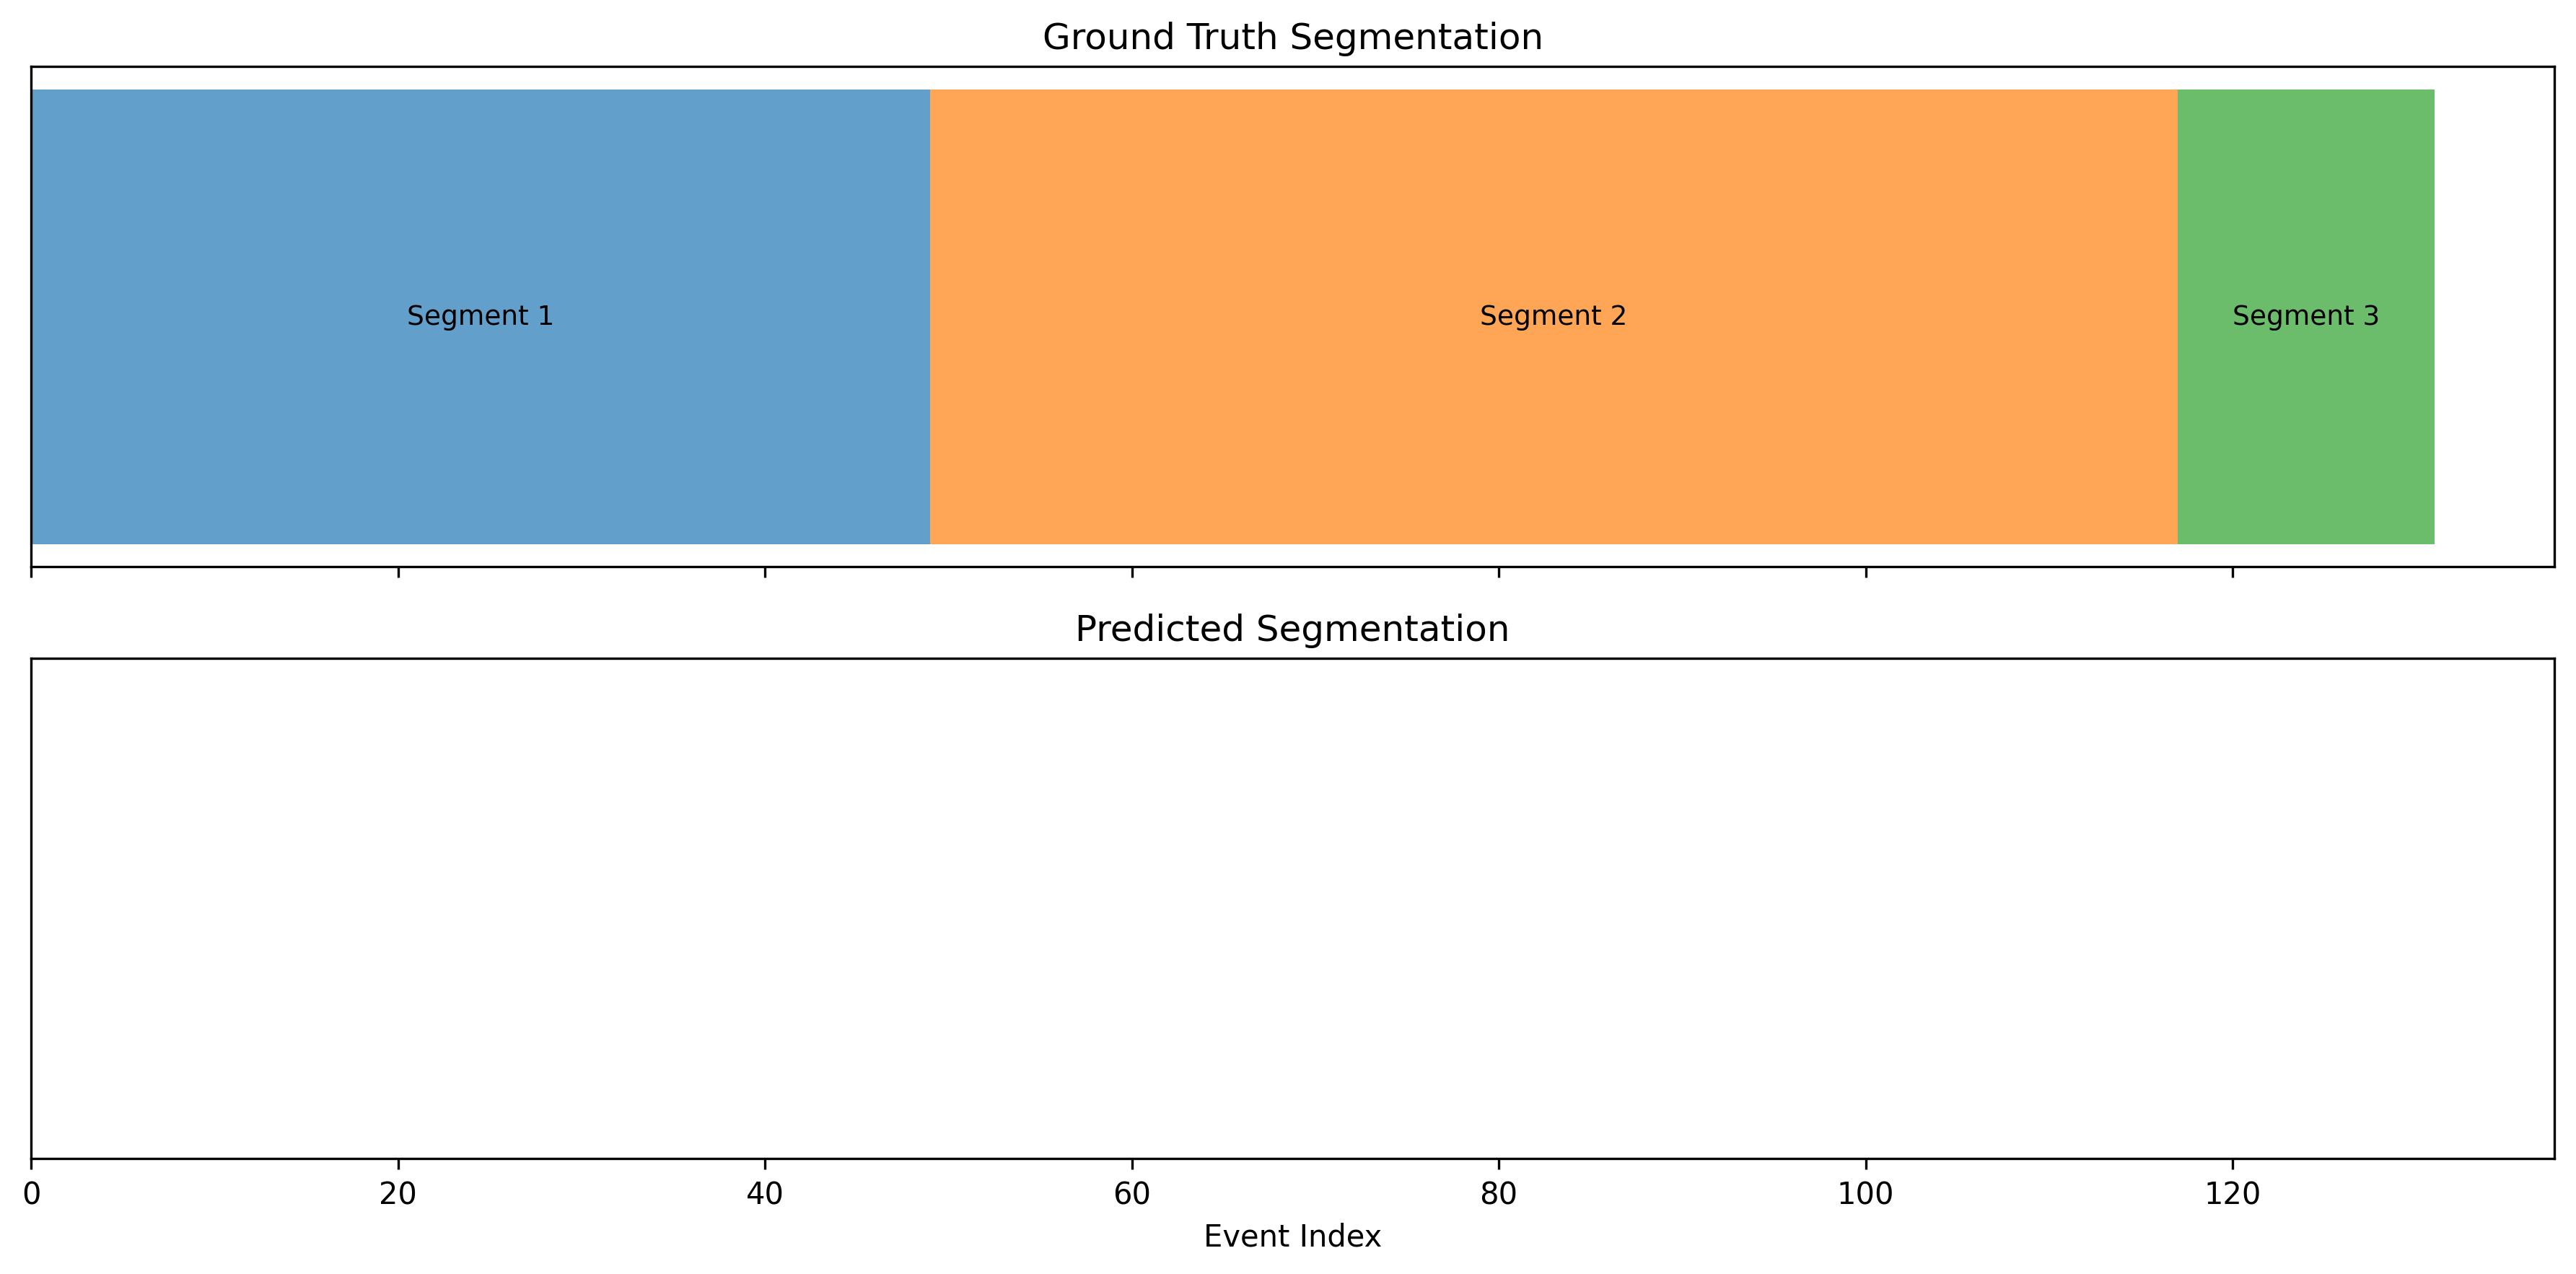 Ground Truth Segmentation
Segment 1 Segment 2 Segment 3
Predicted Segmentation
0 20 40 60 80 100 120
Event Index